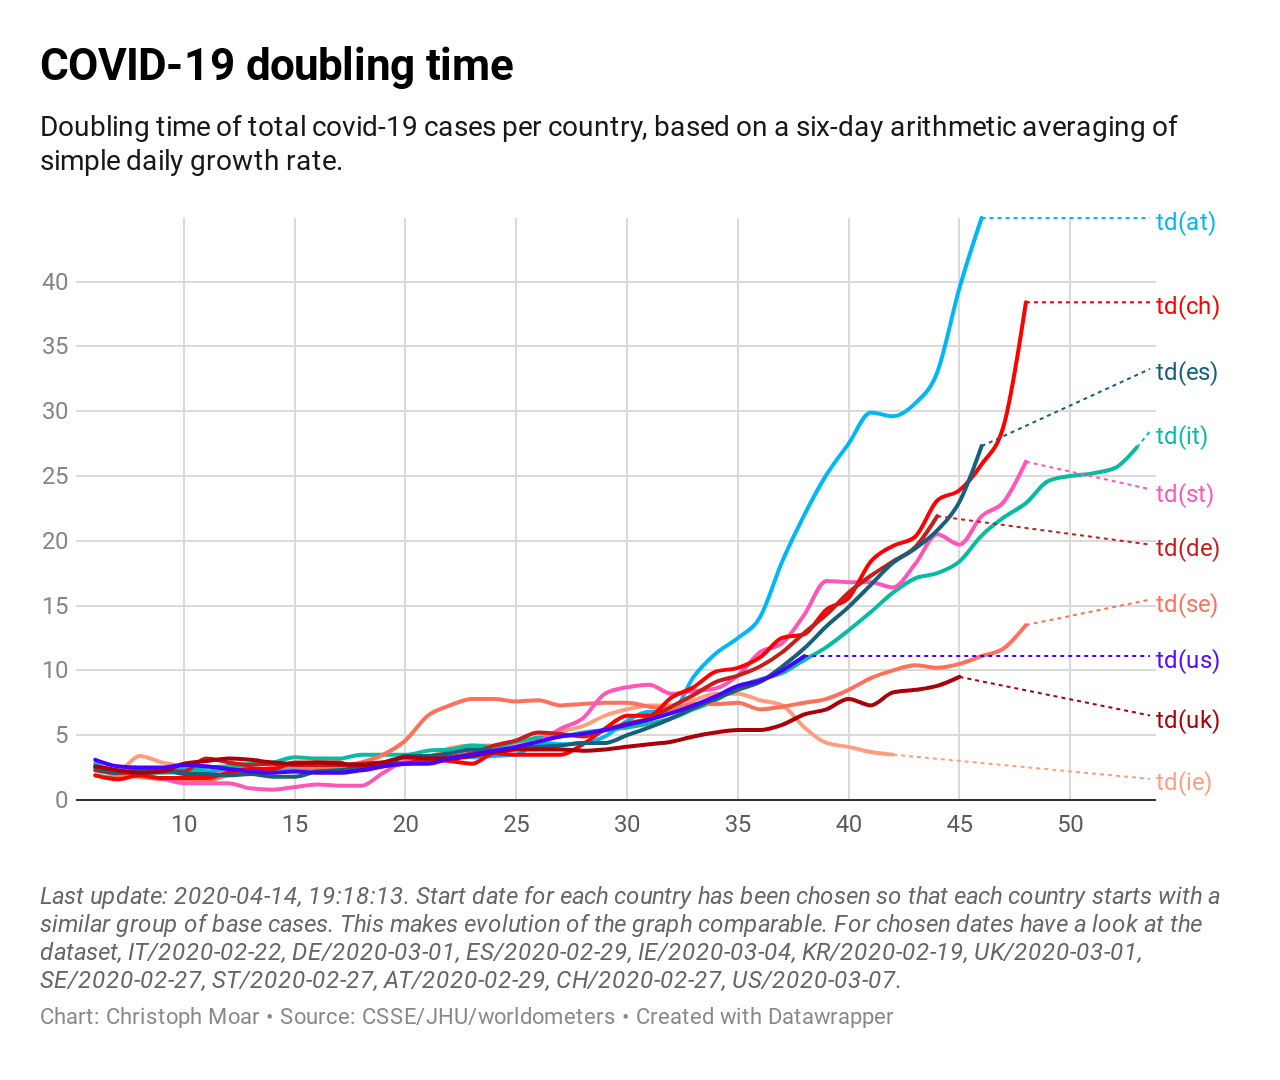 COVID-19 doubling time
Doubling time of total covid-19 cases per country, based on a six-day arithmetic averaging of
simple daily growth rate.
td(at)
40
td(ch)
35
td(es)
30
td(it)
25
td(st)
20
td(de)
15
td(se)
10
td(us)
5
td(uk)
td(ie)
0
10 15 20 25 30 35 40 45 50
Last update: 2020-04-14, 19:18:13. Start date for each country has been chosen so that each country starts with a
similar group of base cases. This makes evolution of the graph comparable. For chosen dates have a look at the
dataset, IT/2020-02-22, DE/2020-03-01, ES/2020-02-29, IE/2020-03-04, KR/2020-02-19, UK/2020-03-01,
SE/2020-02-27, ST/2020-02-27, AT/2020-02-29, CH/2020-02-27, US/2020-03-07.
Chart: Christoph Moar • Source: CSSE/JHU/worldometers • Created with Datawrapper